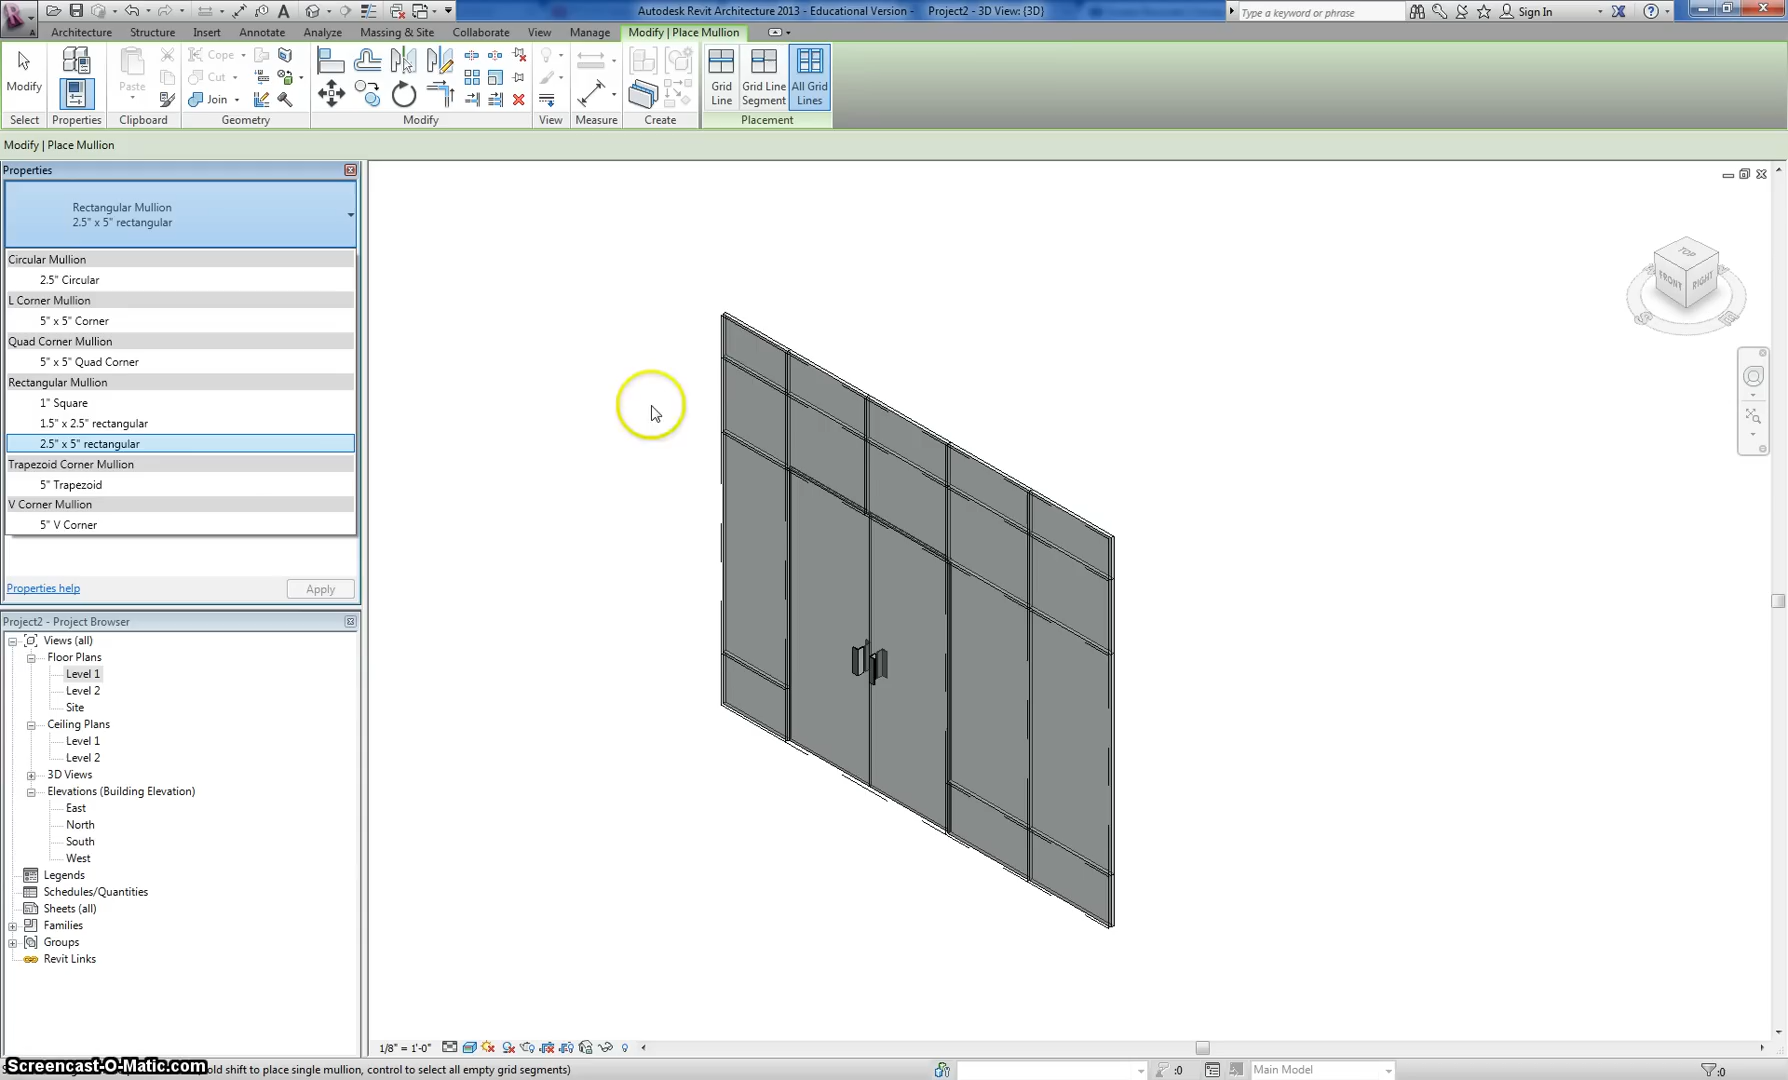 Autodesk Revit Architecture 2013 - Educational Version - Project2 - 3D View: {3D}
Type a keyword or phrase
Sign In
Architecture Structure Insert Annotate Analyze Massing & Site Collaborate View Manage Modify | Place Mullion
Modify
Paste
Cope
Cut
Join
Grid Line
Grid Line Segment
All Grid Lines
Select Properties Clipboard Geometry Modify View Measure Create Placement
Modify | Place Mullion
Properties
Rectangular Mullion
2.5" x 5" rectangular
Circular Mullion
2.5" Circular
L Corner Mullion
5" x 5" Corner
Quad Corner Mullion
5" x 5" Quad Corner
Rectangular Mullion
1" Square
1.5" x 2.5" rectangular
2.5" x 5" rectangular
Trapezoid Corner Mullion
5" Trapezoid
V Corner Mullion
5" V Corner
Properties help
Apply
Project2 - Project Browser
Views (all)
Floor Plans
Level 1
Level 2
Site
Ceiling Plans
Level 1
Level 2
3D Views
Elevations (Building Elevation)
East
North
South
West
Legends
Schedules/Quantities
Sheets (all)
Families
Groups
Revit Links
TOP
FRONT
RIGHT
S
E
1/8" = 1'-0"
Screencast-O-Matic.com
old shift to place single mullion, control to select all empty grid segments)
:0
Main Model
:0